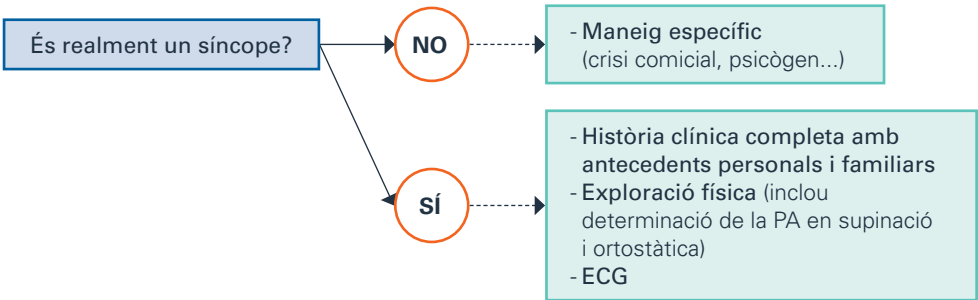 És realment un síncope?
NO
- Maneig específic
(crisi comicial, psicògen...)
SÍ
- Història clínica completa amb
antecedents personals i familiars
- Exploració física (inclou
determinació de la PA en supinació
i ortostàtica)
- ECG